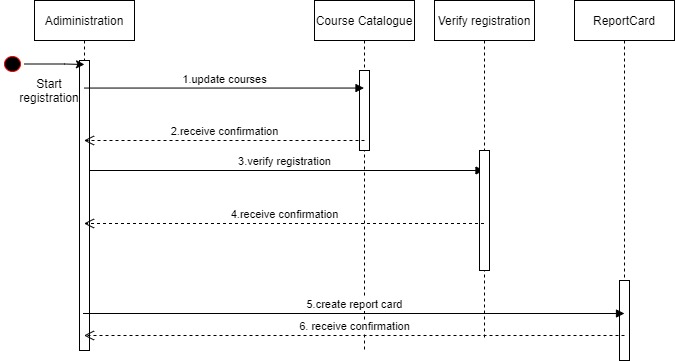 Adiministration
Course Catalogue
Verify registration
ReportCard
Start
registration
1.update courses
2.receive confirmation
3.verify registration
4.receive confirmation
5.create report card
6. receive confirmation